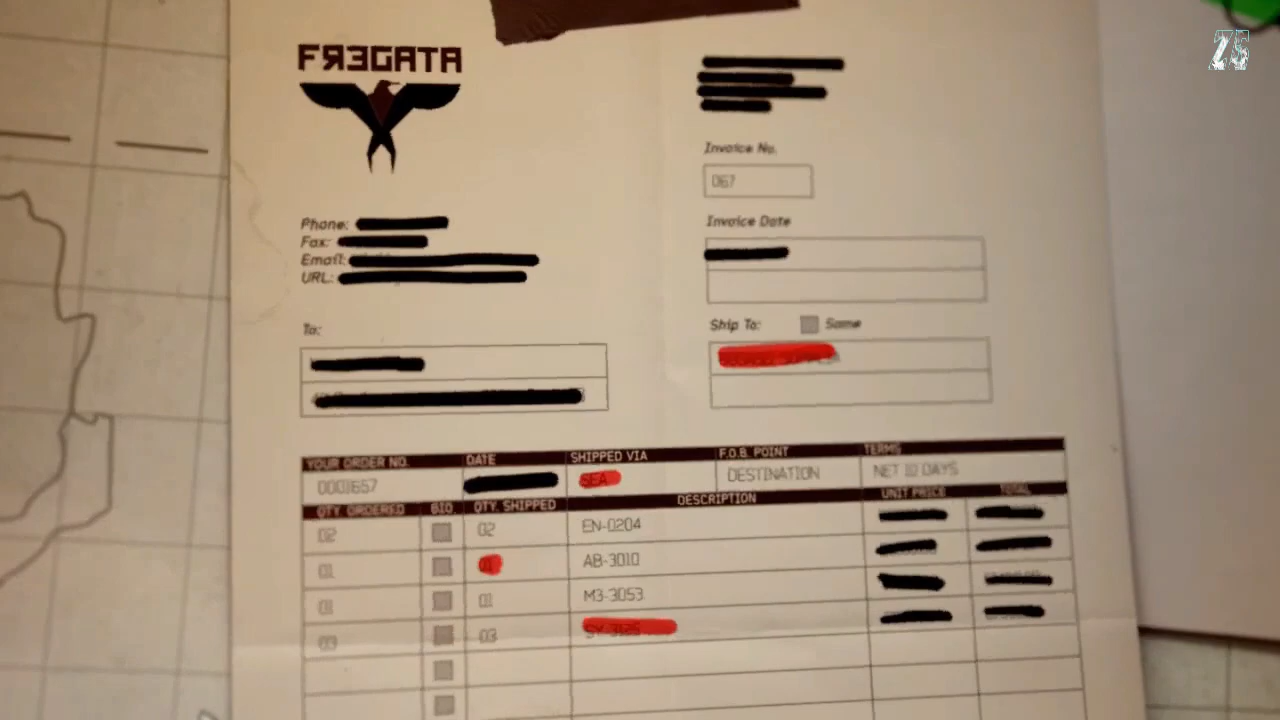 FREGATA
Invoice No.
067
Phone:
Invoice Date
Fax:
Email:
URL:
To:
Ship To: Same
YOUR ORDER NO. DATE SHIPPED VIA F.O.B. POINT TERMS
0001657 SEA DESTINATION NET 10 DAYS
QTY. ORDERED BIO QTY. SHIPPED DESCRIPTION UNIT PRICE TOTAL
02 02 EN-0204
01 AB-3010
01 01 M3-3053
03 03